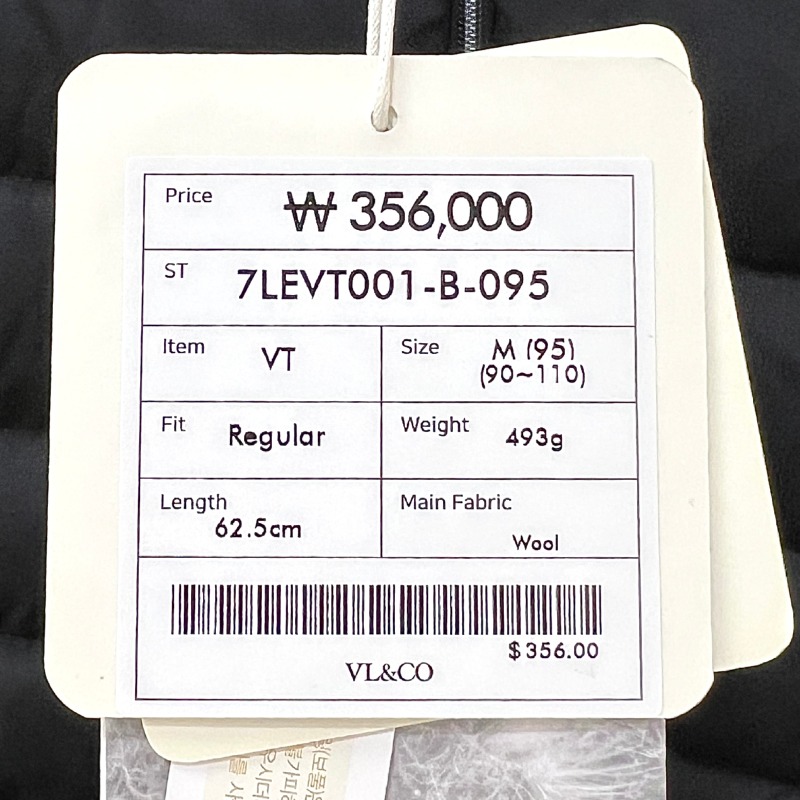 Price ₩ 356,000
ST 7LEVT001-B-095
Item VT Size M (95)
(90~110)
Fit Regular Weight 493g
Length Main Fabric
62.5cm Wool
$356.00
VL&CO